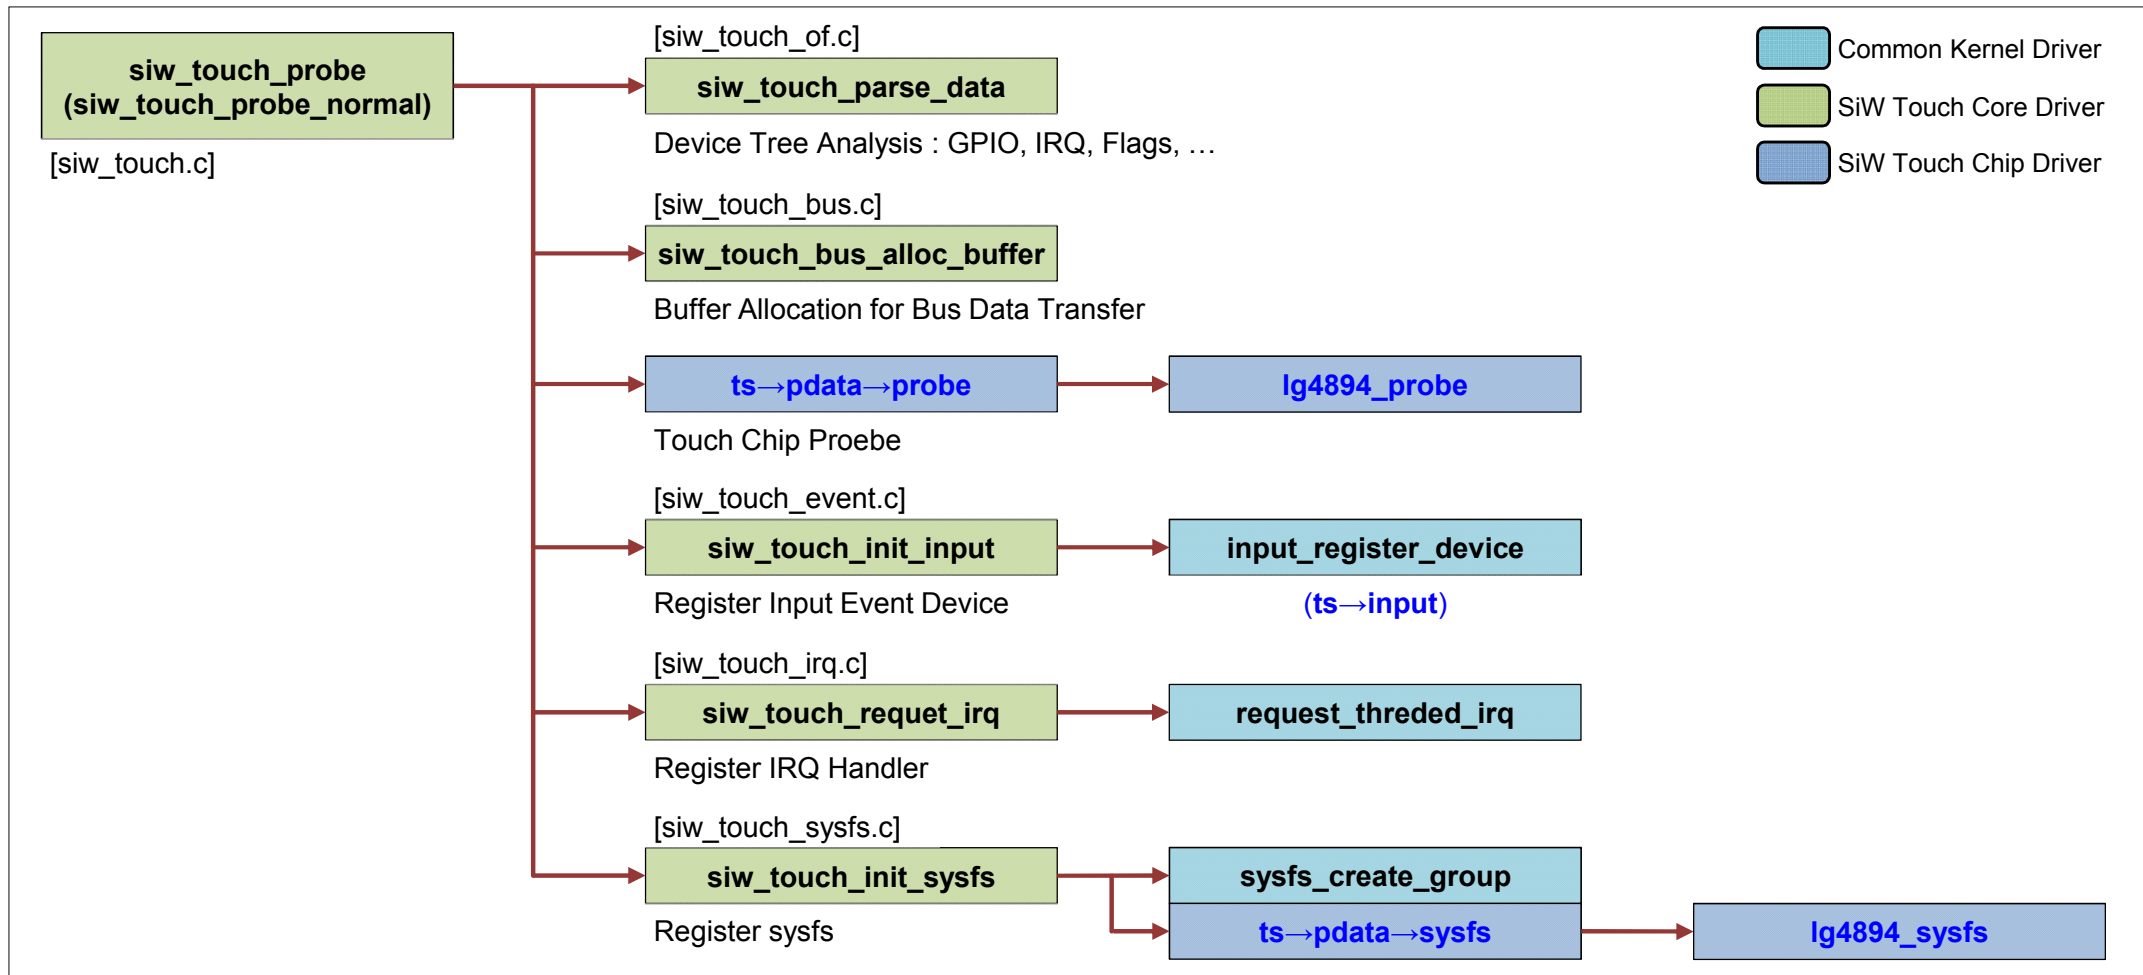 siw_touch_probe
(siw_touch_probe_normal)
[siw_touch.c]
[siw_touch_of.c]
siw_touch_parse_data
Device Tree Analysis : GPIO, IRQ, Flags, …
[siw_touch_bus.c]
siw_touch_bus_alloc_buffer
Buffer Allocation for Bus Data Transfer
ts→pdata→probe
lg4894_probe
Touch Chip Proebe
[siw_touch_event.c]
siw_touch_init_input
input_register_device
Register Input Event Device
(ts→input)
[siw_touch_irq.c]
siw_touch_requet_irq
request_threded_irq
Register IRQ Handler
[siw_touch_sysfs.c]
siw_touch_init_sysfs
sysfs_create_group
Register sysfs
ts→pdata→sysfs
lg4894_sysfs
Common Kernel Driver
SiW Touch Core Driver
SiW Touch Chip Driver